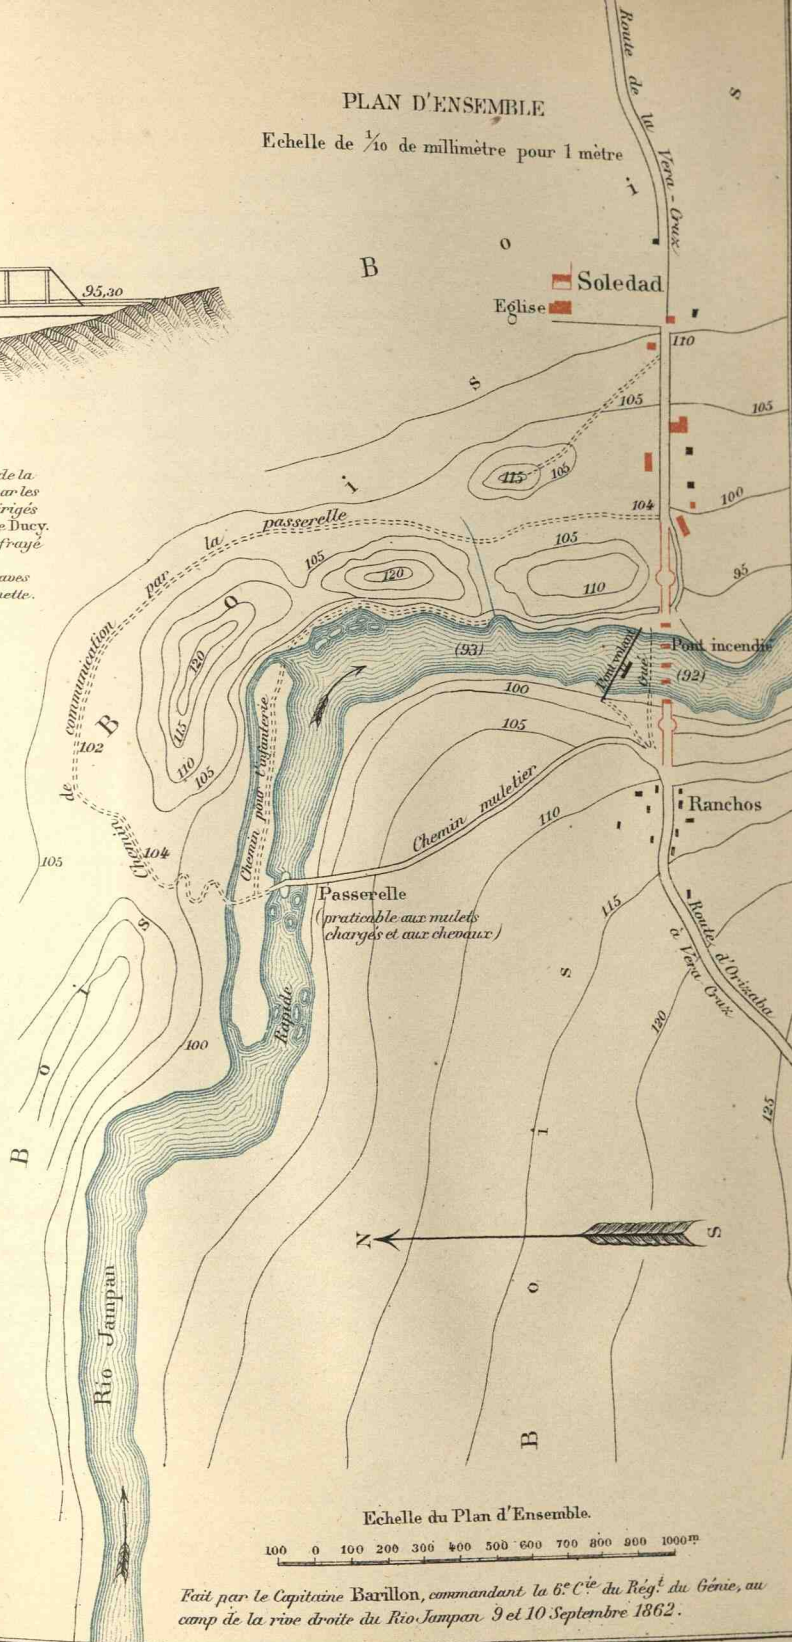 PLAN D'ENSEMBLE
Echelle de 1/10 de millimètre pour 1 mètre
Route de la Vera-Cruz
B o i s
95,30
Soledad
Eglise
110
105
105
115
105
104
100
de la
ar les
rigés
e Ducy.
frayé
aves
nette.
Chemin de communication par la passerelle
105
120
105
110
95
B o i s
120
115
110
105
102
104
105
(93)
Pont volant
Gué
Pont incendié
(92)
100
105
Chemin pour l'infanterie
Chemin muletier
110
Ranchos
Passerelle
(praticable aux mulets
chargés et aux chevaux)
115
Route d'Orizaba
à Vera Cruz
120
125
Rapide
100
B o i s
B o i s
N
S
Rio Jampan
Echelle du Plan d'Ensemble.
100 0 100 200 300 400 500 600 700 800 900 1000m
Fait par le Capitaine Barillon, commandant la 6e Cie du Régt du Génie, au
camp de la rive droite du Rio Jampan 9 et 10 Septembre 1862.